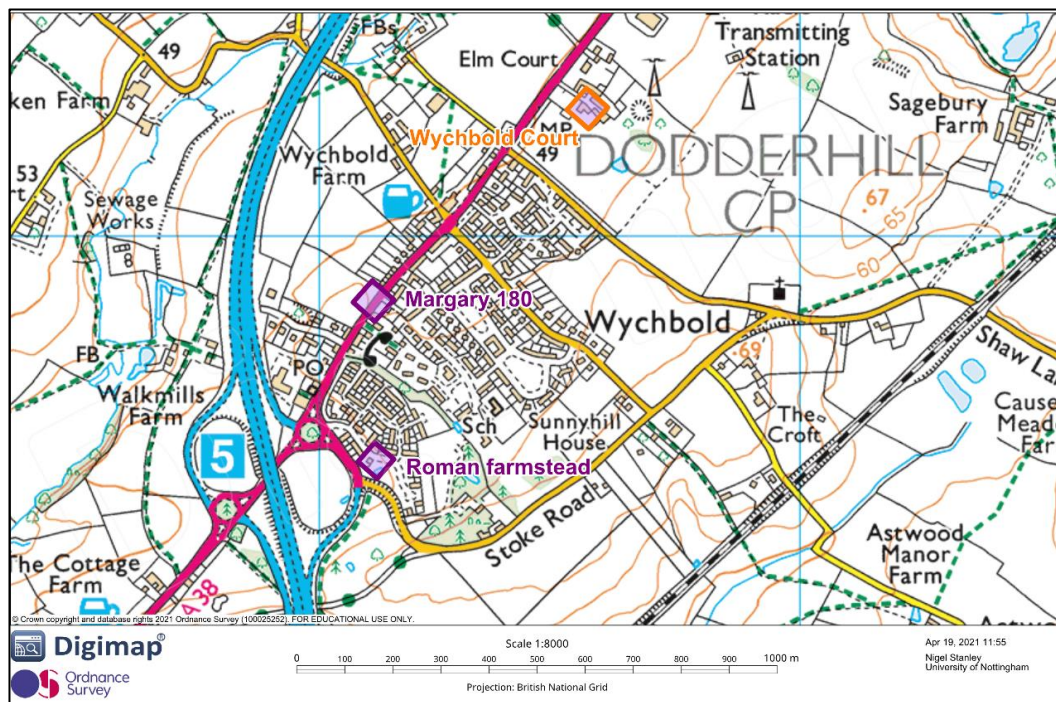 FBs
49
Elm Court
Transmitting
Station
ken Farm
MP
Sagebury
Farm
Wychbold Court
Wychbold
Farm
49
DODDERHILL
CP
53
rt
Sewage
Works
.67
65
60
8
Margary 180
Wychbold
FB
PO
.69
Shaw La
Walkmills
Farm
Sch
Sunnyhill
House
The
Croft
Cause
Mead
Far
5
Roman farmstead
Stoke Road
Astwood
Manor
Farm
The Cottage
Farm
A 38
© Crown copyright and database rights 2021 Ordnance Survey (100025252). FOR EDUCATIONAL USE ONLY.
Digimap®
Ordnance
Survey
Scale 1:8000
0 100 200 300 400 500 600 700 800 900 1000 m
Projection: British National Grid
Apr 19, 2021 11:55
Nigel Stanley
University of Nottingham